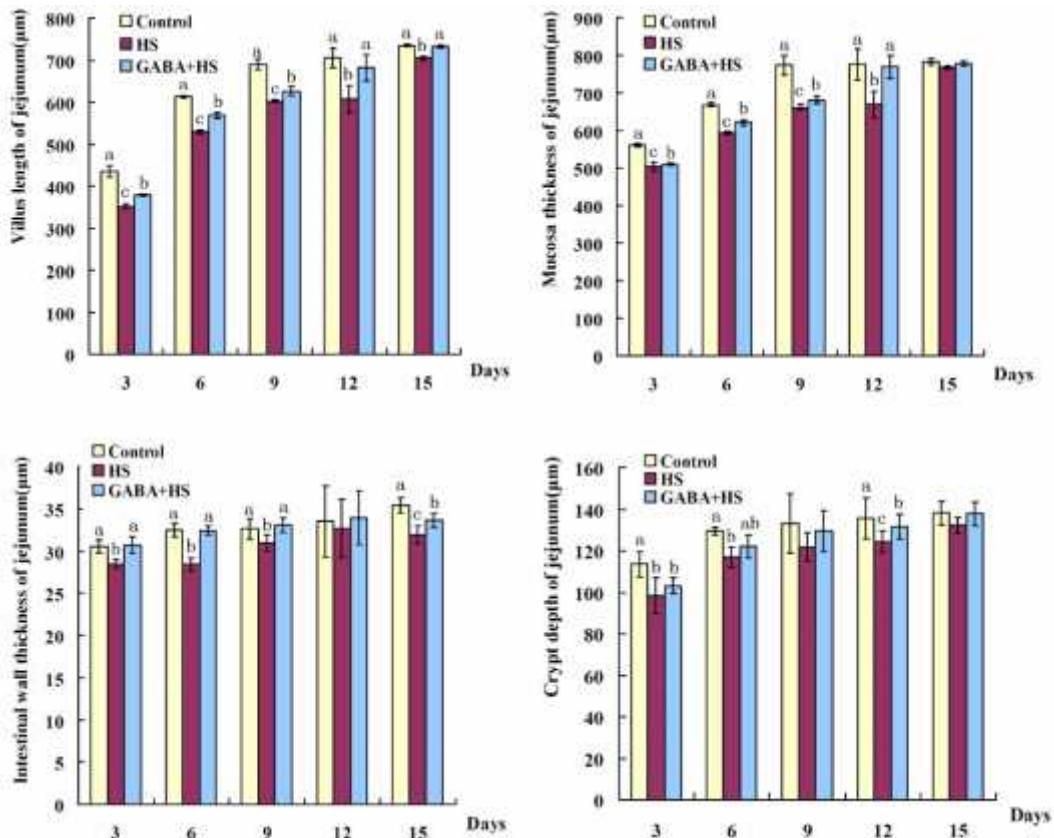 Villus length of jejunum(μm)
800
700
600
500
400
300
200
100
0
Control
HS
GABA+HS
a
c
b
a
c
b
a
c
b
a
b
a
a
b
a
3
6
9
12
15
Days
Mucosa thickness of jejunum(μm)
900
800
700
600
500
400
300
200
100
0
Control
HS
GABA+HS
a
c
b
a
c
b
a
c
b
a
b
a
3
6
9
12
15
Days
Intestinal wall thickness of jejunum(μm)
40
35
30
25
20
15
10
5
0
Control
HS
GABA+HS
a
b
a
a
b
a
a
b
a
a
c
b
3
6
9
12
15
Days
Crypt depth of jejunum(μm)
160
140
120
100
80
60
40
20
0
Control
HS
GABA+HS
a
b
b
a
b
ab
a
c
b
3
6
9
12
15
Days